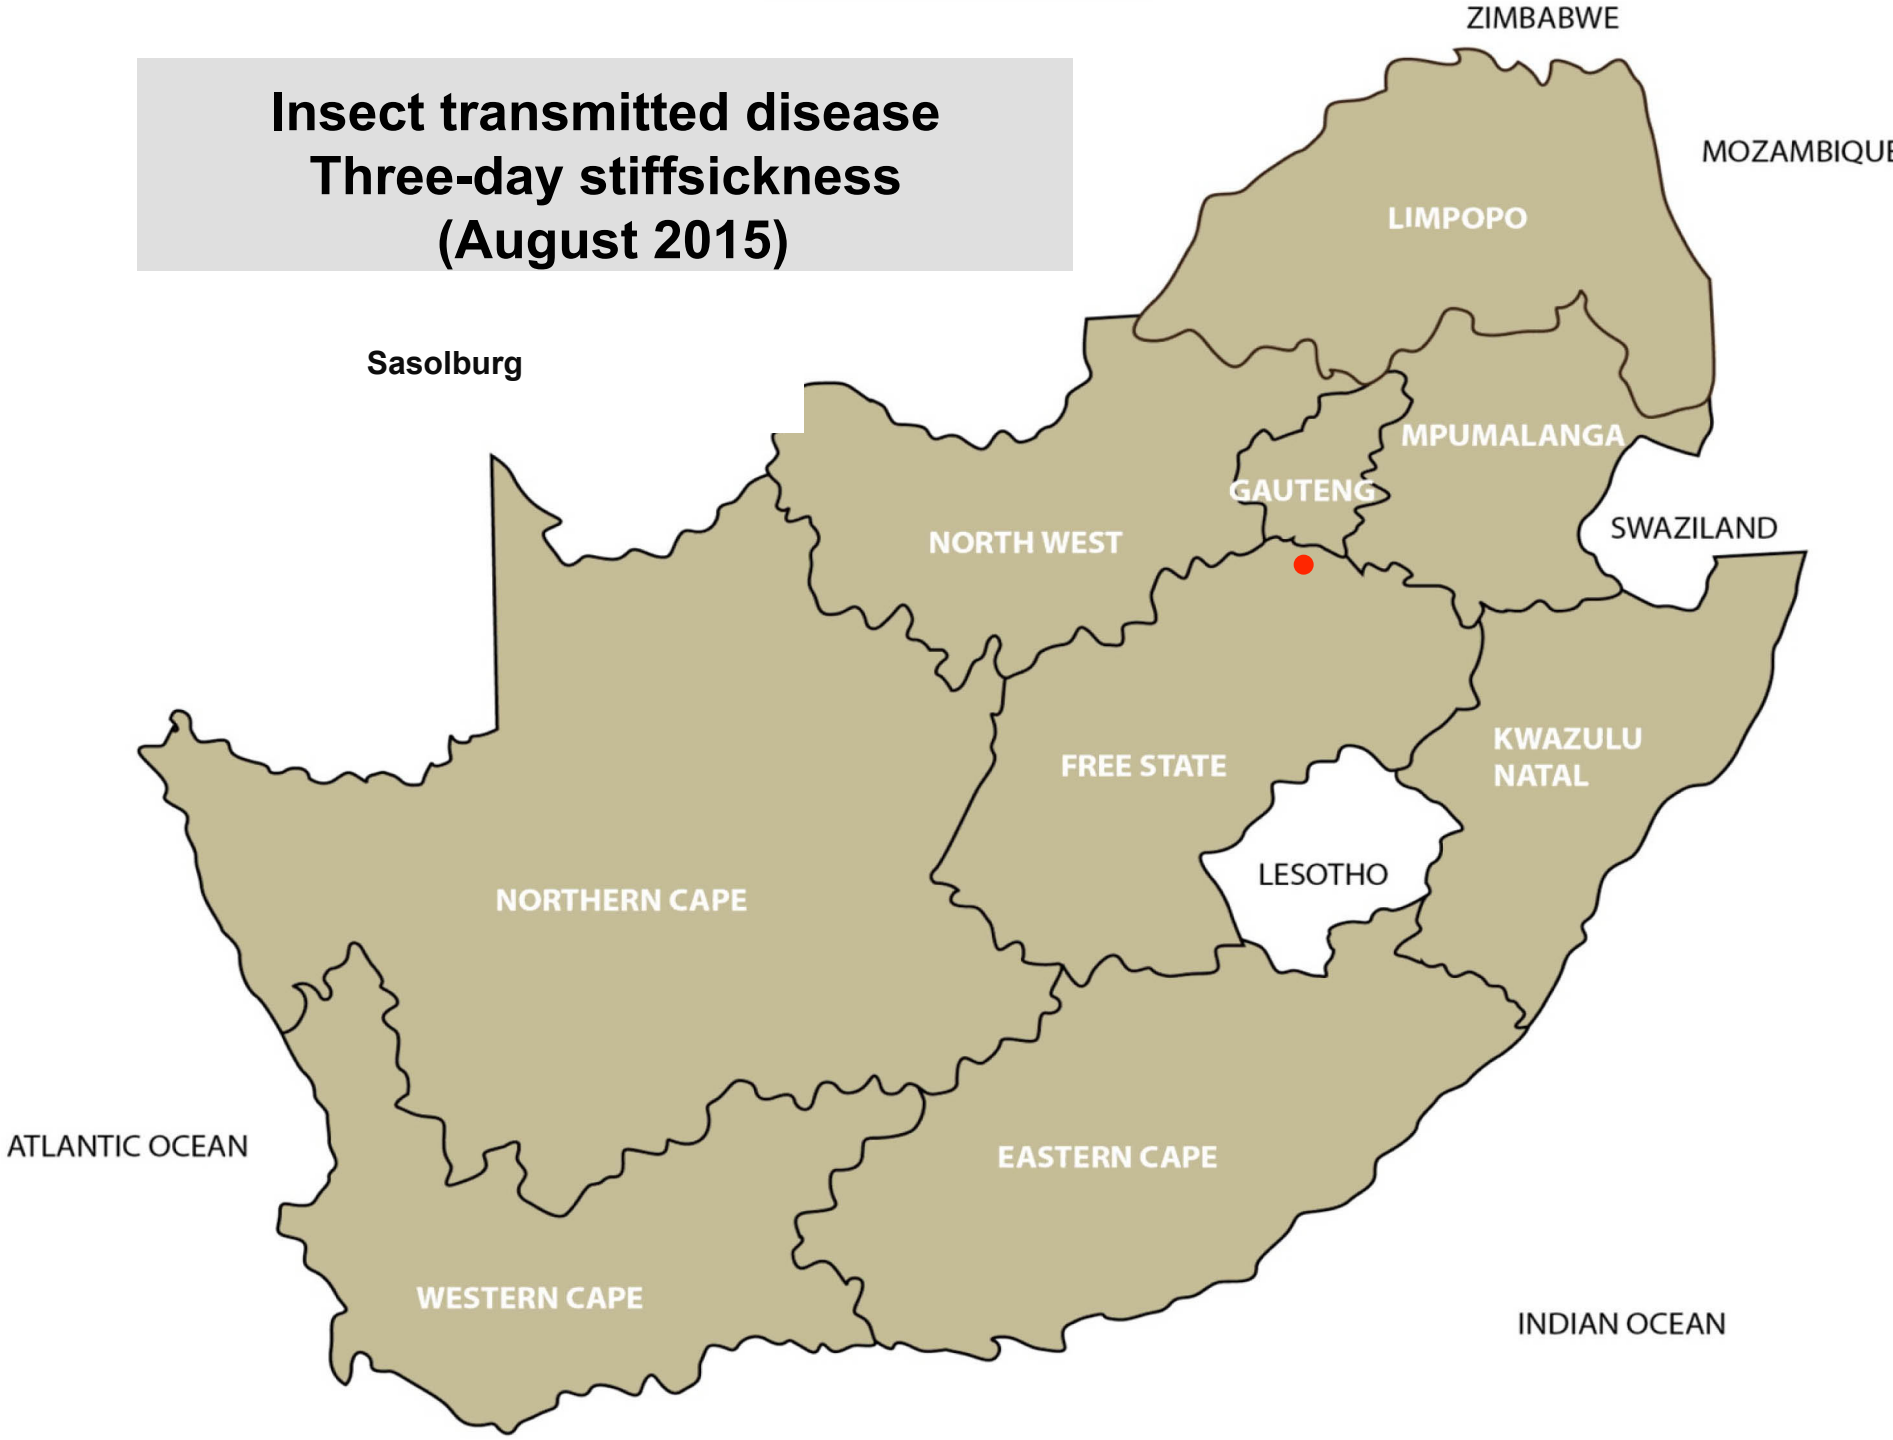 ZIMBABWE
Insect transmitted disease
Three-day stiffsickness
(August 2015)
MOZAMBIQUE
LIMPOPO
Sasolburg
MPUMALANGA
GAUTENG
SWAZILAND
NORTH WEST
KWAZULU
NATAL
FREE STATE
LESOTHO
NORTHERN CAPE
ATLANTIC OCEAN
EASTERN CAPE
WESTERN CAPE
INDIAN OCEAN